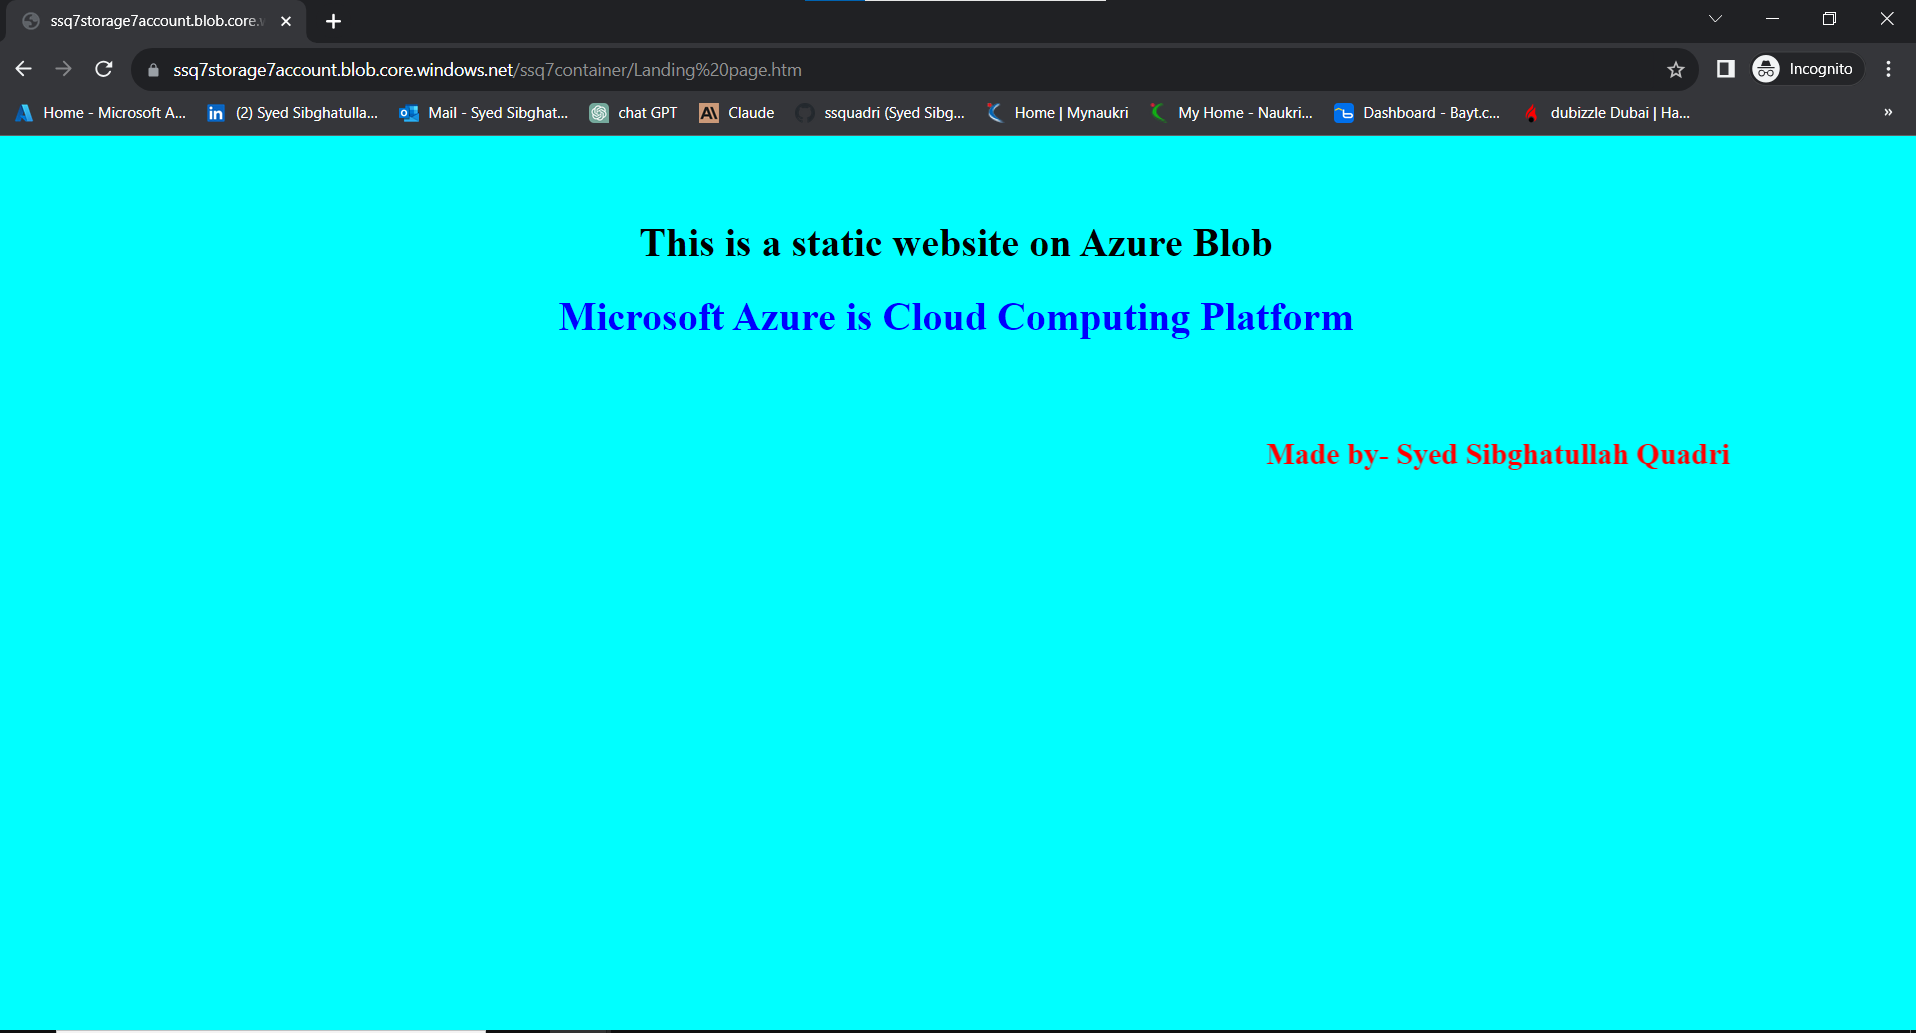 ssq7storage7account.blob.core.w
ssq7storage7account.blob.core.windows.net/ssq7container/Landing%20page.htm
Incognito
Home - Microsoft A...
in (2) Syed Sibghatulla...
Mail - Syed Sibghat...
chat GPT
A\ Claude
ssquadri (Syed Sibg...
Home | Mynaukri
My Home - Naukri...
Dashboard - Bayt.c...
dubizzle Dubai | Ha...
»
This is a static website on Azure Blob
Microsoft Azure is Cloud Computing Platform
Made by- Syed Sibghatullah Quadri